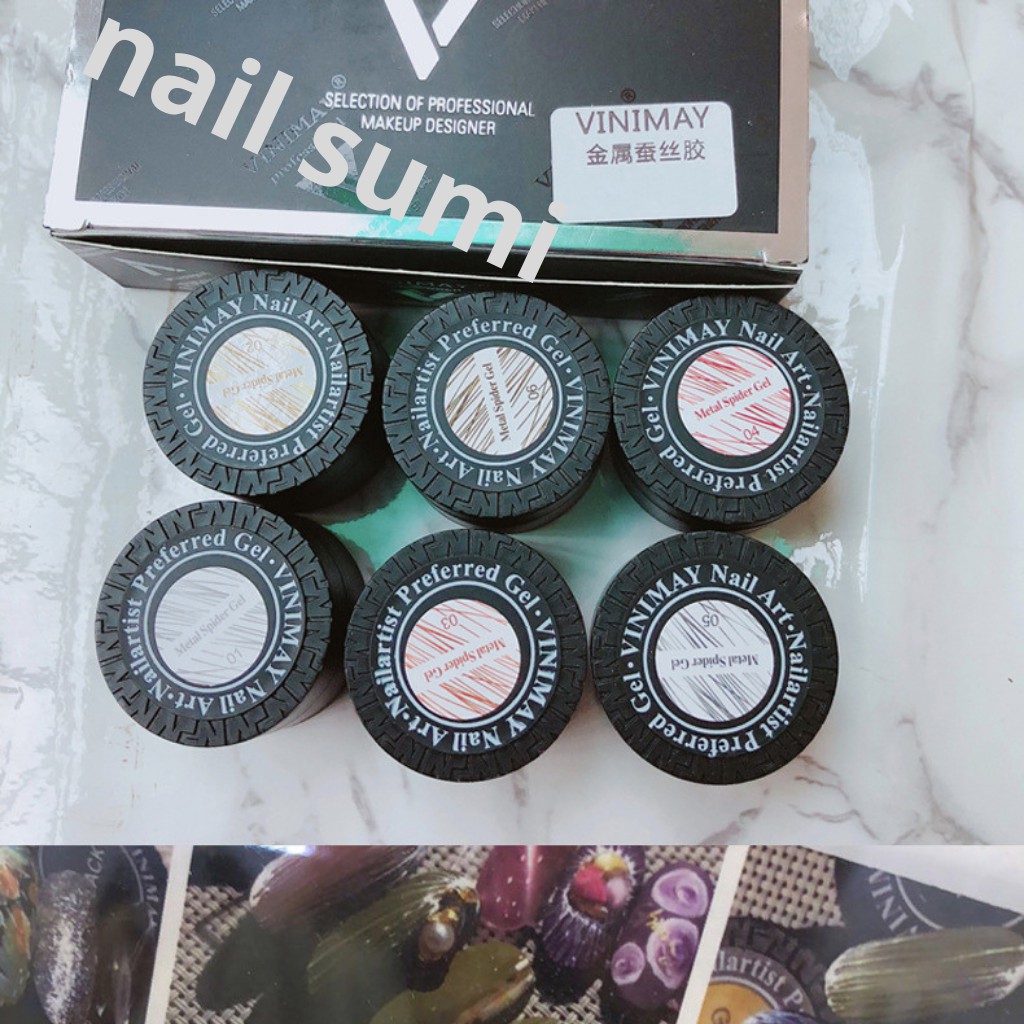 nail sumi
SELECTION OF PROFESSIONAL
MAKEUP DESIGNER
VINIMAY
金属蚕丝胶
VINIMAY Nail Art·Nailartist Preferred Gel·
02
Metal Spider Gel
VINIMAY Nail Art·Nailartist Preferred Gel·
Metal Spider Gel
06
VINIMAY Nail Art·Nailartist Preferred Gel·
Metal Spider Gel
04
VINIMAY Nail Art·Nailartist Preferred Gel·
Metal Spider Gel
01
VINIMAY Nail Art·Nailartist Preferred Gel·
03
Metal Spider Gel
VINIMAY Nail Art·Nailartist Preferred Gel·
05
Metal Spider Gel